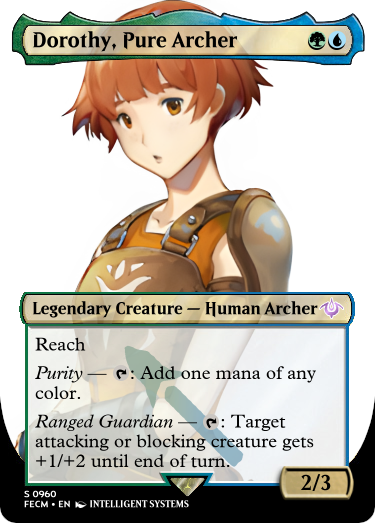 Dorothy, Pure Archer
Legendary Creature — Human Archer
Reach
Purity — : Add one mana of any
color.
Ranged Guardian — : Target
attacking or blocking creature gets
+1/+2 until end of turn.
2/3
S 0960
FECM • EN INTELLIGENT SYSTEMS